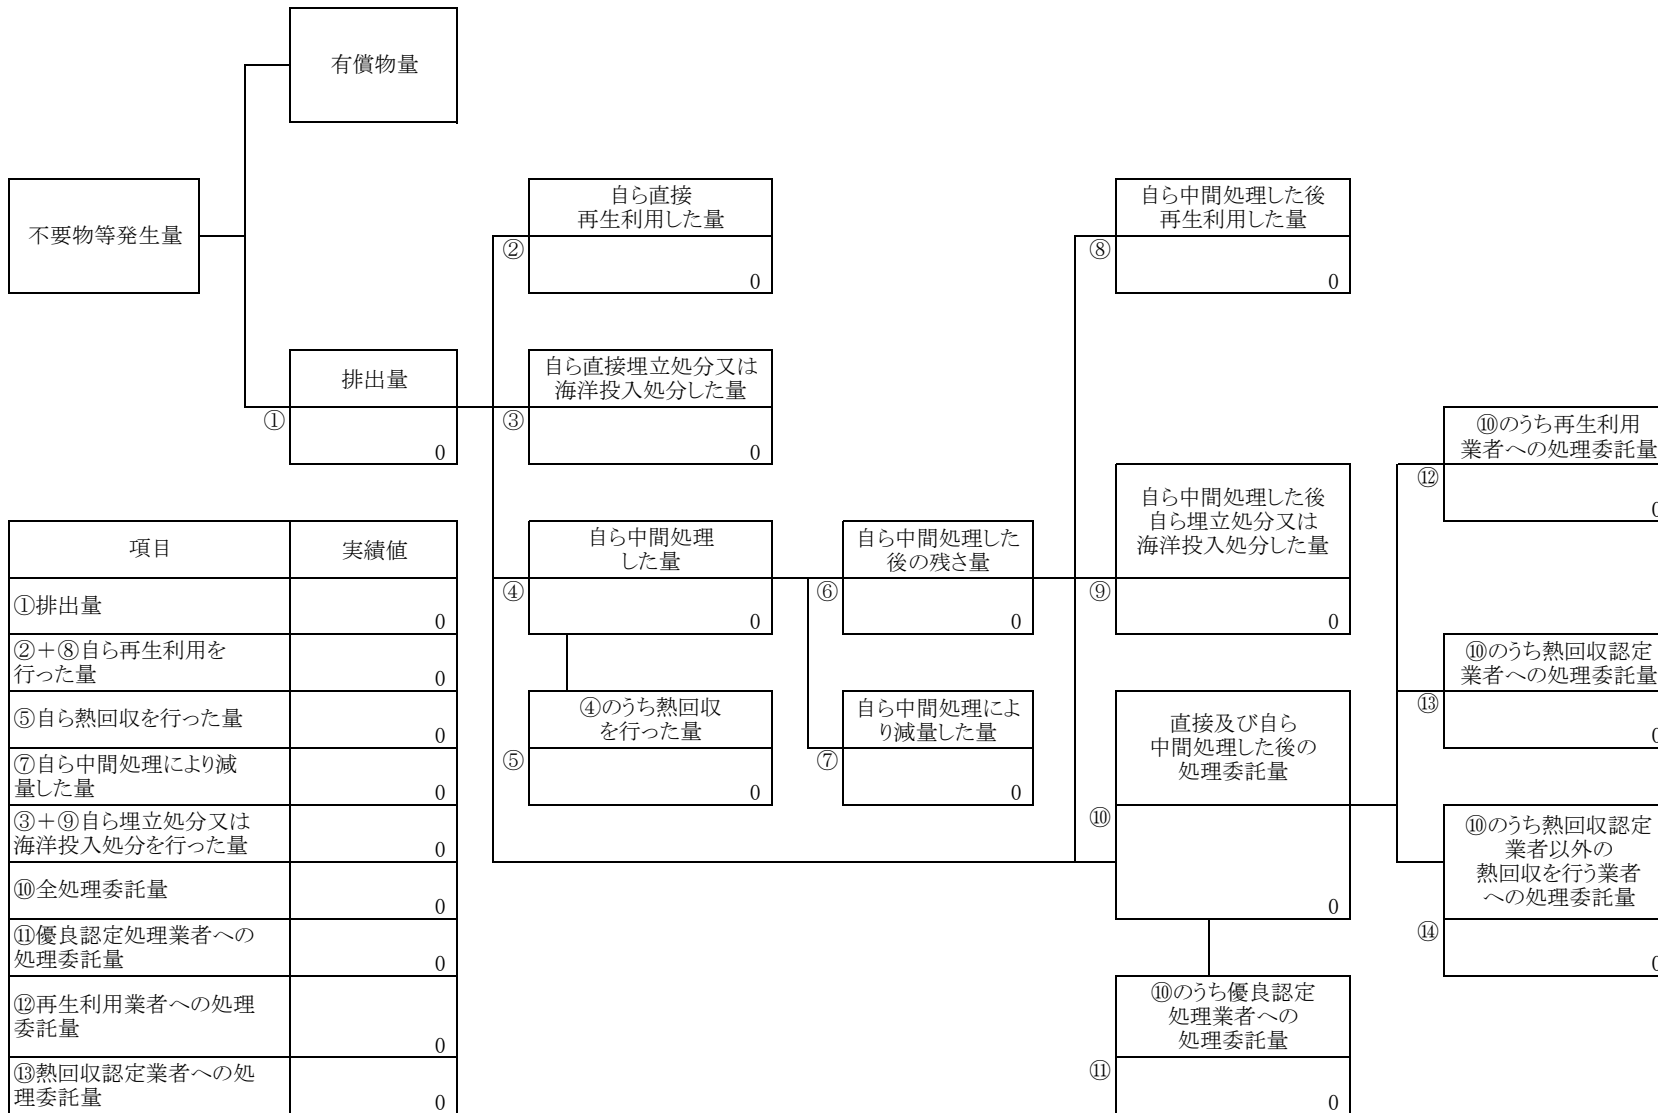 有償物量
不要物等発生量
自ら直接
再生利用した量
②
0
自ら中間処理した後
再生利用した量
⑧
0
排出量
①
0
自ら直接埋立処分又は
海洋投入処分した量
③
0
⑩のうち再生利用
業者への処理委託量
⑫
0
自ら中間処理した後
自ら埋立処分又は
海洋投入処分した量
⑨
0
自ら中間処理
した量
④
0
自ら中間処理した
後の残さ量
⑥
0
⑩のうち熱回収認定
業者への処理委託量
⑬
0
④のうち熱回収
を行った量
⑤
0
自ら中間処理によ
り減量した量
⑦
0
直接及び自ら
中間処理した後の
処理委託量
⑩
0
⑩のうち熱回収認定
業者以外の
熱回収を行う業者
への処理委託量
⑭
0
⑩のうち優良認定
処理業者への
処理委託量
⑪
0
項目 実績値
①排出量
0
②+⑧自ら再生利用を
行った量
0
⑤自ら熱回収を行った量
0
⑦自ら中間処理により減
量した量
0
③+⑨自ら埋立処分又は
海洋投入処分を行った量
0
⑩全処理委託量
0
⑪優良認定処理業者への
処理委託量
0
⑫再生利用業者への処理
委託量
0
⑬熱回収認定業者への処
理委託量
0